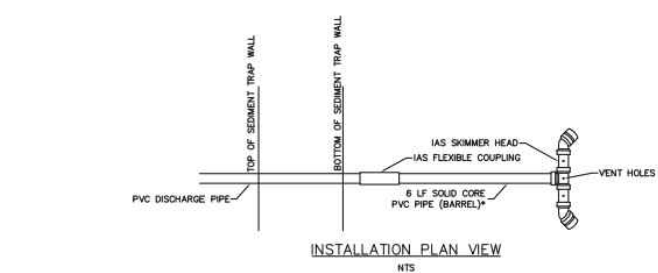 TOP OF SEDIMENT TRAP WALL
BOTTOM OF SEDIMENT TRAP WALL
IAS SKIMMER HEAD
IAS FLEXIBLE COUPLING
VENT HOLES
PVC DISCHARGE PIPE
6 LF SOLID CORE
PVC PIPE (BARREL)*
INSTALLATION PLAN VIEW
NTS